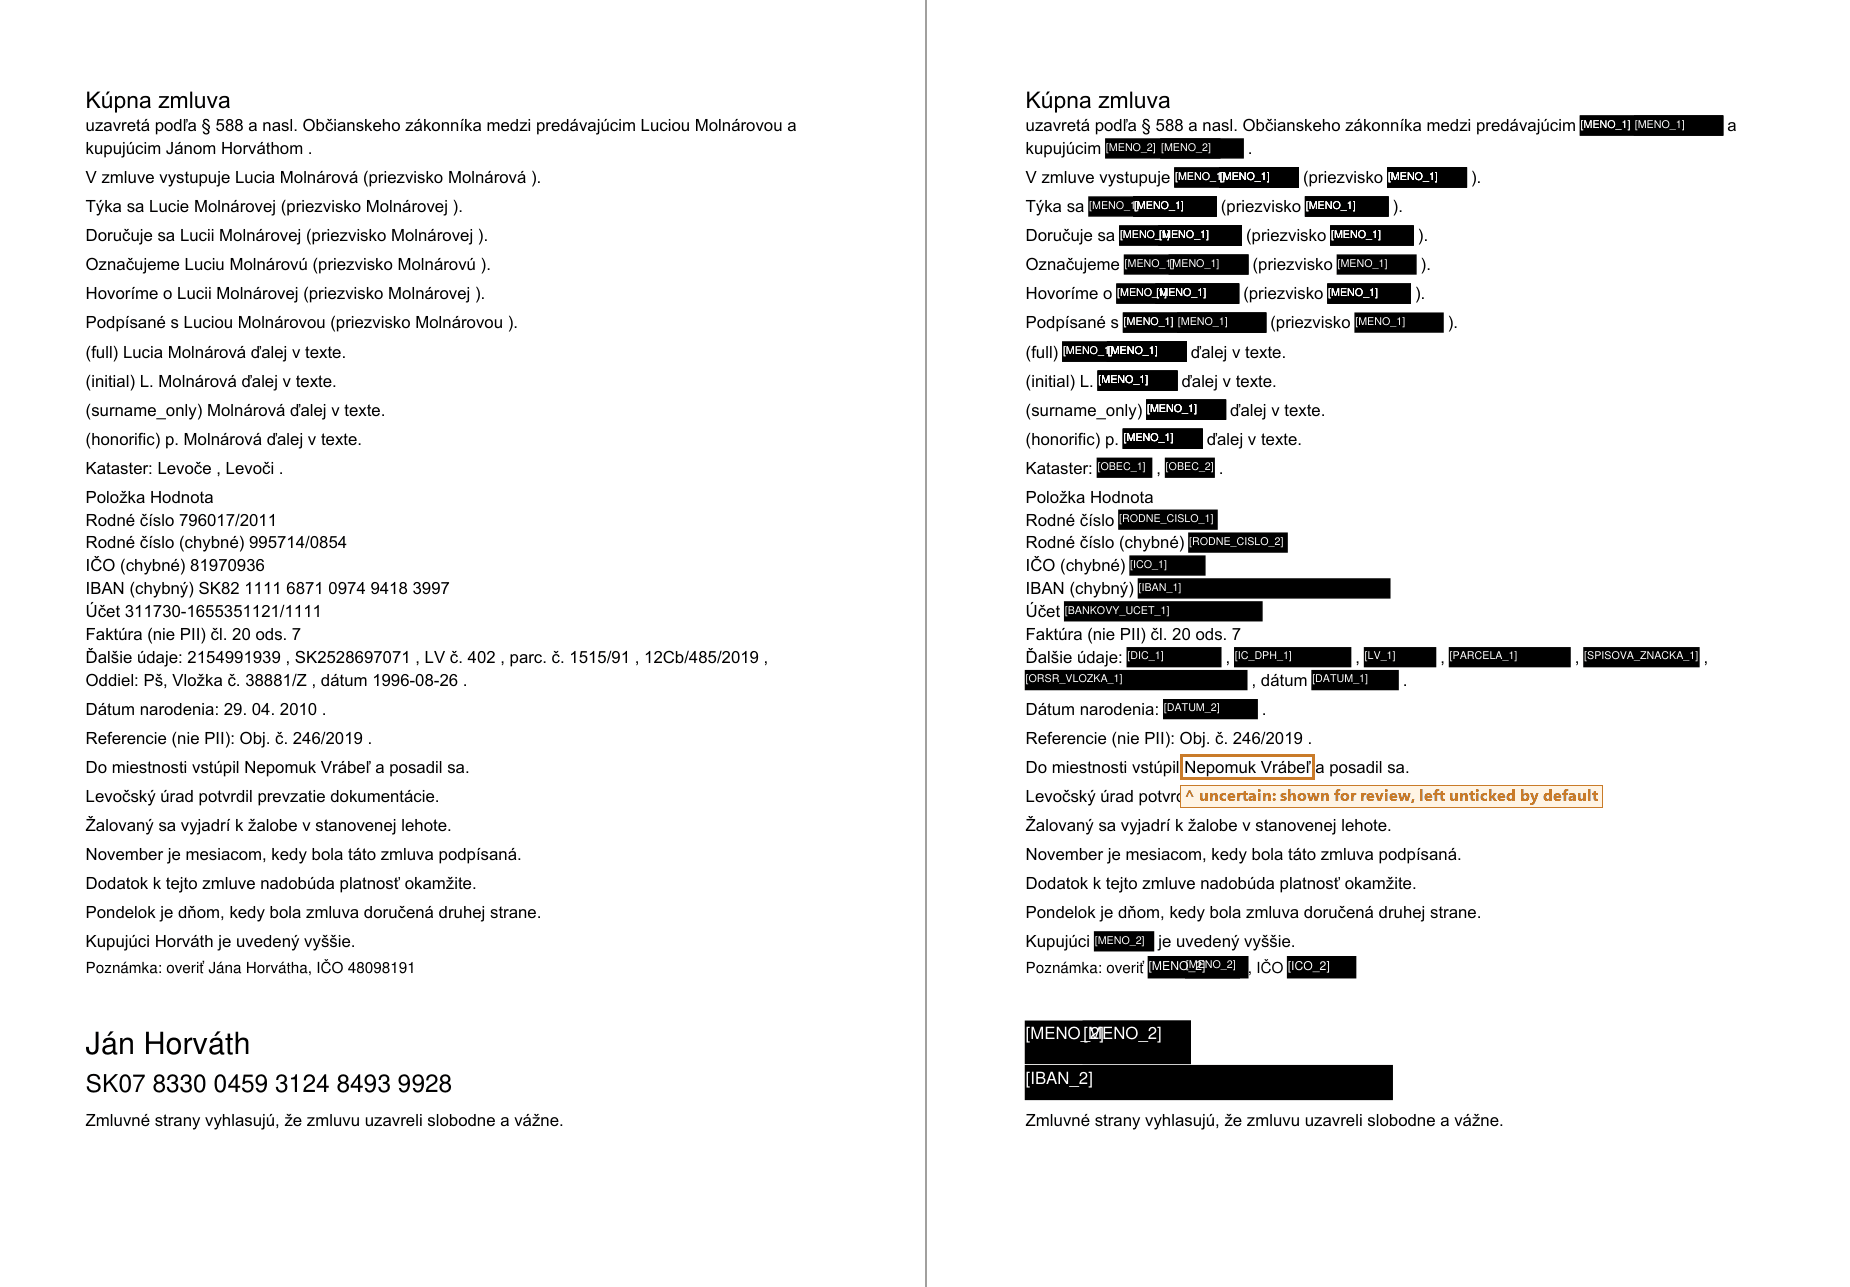 Kúpna zmluva
uzavretá podľa § 588 a nasl. Občianskeho zákonníka medzi predávajúcim Luciou Molnárovou a
kupujúcim Jánom Horváthom .
V zmluve vystupuje Lucia Molnárová (priezvisko Molnárová ).
Týka sa Lucie Molnárovej (priezvisko Molnárovej ).
Doručuje sa Lucii Molnárovej (priezvisko Molnárovej ).
Označujeme Luciu Molnárovú (priezvisko Molnárovú ).
Hovoríme o Lucii Molnárovej (priezvisko Molnárovej ).
Podpísané s Luciou Molnárovou (priezvisko Molnárovou ).
(full) Lucia Molnárová ďalej v texte.
(initial) L. Molnárová ďalej v texte.
(surname_only) Molnárová ďalej v texte.
(honorific) p. Molnárová ďalej v texte.
Kataster: Levoče , Levoči .
Položka Hodnota
Rodné číslo 796017/2011
Rodné číslo (chybné) 995714/0854
IČO (chybné) 81970936
IBAN (chybný) SK82 1111 6871 0974 9418 3997
Účet 311730-1655351121/1111
Faktúra (nie PII) čl. 20 ods. 7
Ďalšie údaje: 2154991939 , SK2528697071 , LV č. 402 , parc. č. 1515/91 , 12Cb/485/2019 ,
Oddiel: Pš, Vložka č. 38881/Z , dátum 1996-08-26 .
Dátum narodenia: 29. 04. 2010 .
Referencie (nie PII): Obj. č. 246/2019 .
Do miestnosti vstúpil Nepomuk Vrábeľ a posadil sa.
Levočský úrad potvrdil prevzatie dokumentácie.
Žalovaný sa vyjadrí k žalobe v stanovenej lehote.
November je mesiacom, kedy bola táto zmluva podpísaná.
Dodatok k tejto zmluve nadobúda platnosť okamžite.
Pondelok je dňom, kedy bola zmluva doručená druhej strane.
Kupujúci Horváth je uvedený vyššie.
Poznámka: overiť Jána Horvátha, IČO 48098191
Ján Horváth
SK07 8330 0459 3124 8493 9928
Zmluvné strany vyhlasujú, že zmluvu uzavreli slobodne a vážne.
Kúpna zmluva
uzavretá podľa § 588 a nasl. Občianskeho zákonníka medzi predávajúcim [MENO_1] [MENO_1] a
kupujúcim [MENO_2] [MENO_2] .
V zmluve vystupuje [MENO_1] [MENO_1] (priezvisko [MENO_1] ).
Týka sa [MENO_1] [MENO_1] (priezvisko [MENO_1] ).
Doručuje sa [MENO_1] [MENO_1] (priezvisko [MENO_1] ).
Označujeme [MENO_1] [MENO_1] (priezvisko [MENO_1] ).
Hovoríme o [MENO_1] [MENO_1] (priezvisko [MENO_1] ).
Podpísané s [MENO_1] [MENO_1] (priezvisko [MENO_1] ).
(full) [MENO_1] [MENO_1] ďalej v texte.
(initial) L. [MENO_1] ďalej v texte.
(surname_only) [MENO_1] ďalej v texte.
(honorific) p. [MENO_1] ďalej v texte.
Kataster: [OBEC_1] , [OBEC_2] .
Položka Hodnota
Rodné číslo [RODNE_CISLO_1]
Rodné číslo (chybné) [RODNE_CISLO_2]
IČO (chybné) [ICO_1]
IBAN (chybný) [IBAN_1]
Účet [BANKOVY_UCET_1]
Faktúra (nie PII) čl. 20 ods. 7
Ďalšie údaje: [DIC_1] , [IC_DPH_1] , [LV_1] , [PARCELA_1] , [SPISOVA_ZNACKA_1] ,
[ORSR_VLOZKA_1] , dátum [DATUM_1] .
Dátum narodenia: [DATUM_2] .
Referencie (nie PII): Obj. č. 246/2019 .
Do miestnosti vstúpil Nepomuk Vrábeľ a posadil sa.
Levočský úrad potvrd ^ uncertain: shown for review, left unticked by default
Žalovaný sa vyjadrí k žalobe v stanovenej lehote.
November je mesiacom, kedy bola táto zmluva podpísaná.
Dodatok k tejto zmluve nadobúda platnosť okamžite.
Pondelok je dňom, kedy bola zmluva doručená druhej strane.
Kupujúci [MENO_2] je uvedený vyššie.
Poznámka: overiť [MENO_2] [MENO_2] , IČO [ICO_2]
[MENO_2] [MENO_2]
[IBAN_2]
Zmluvné strany vyhlasujú, že zmluvu uzavreli slobodne a vážne.